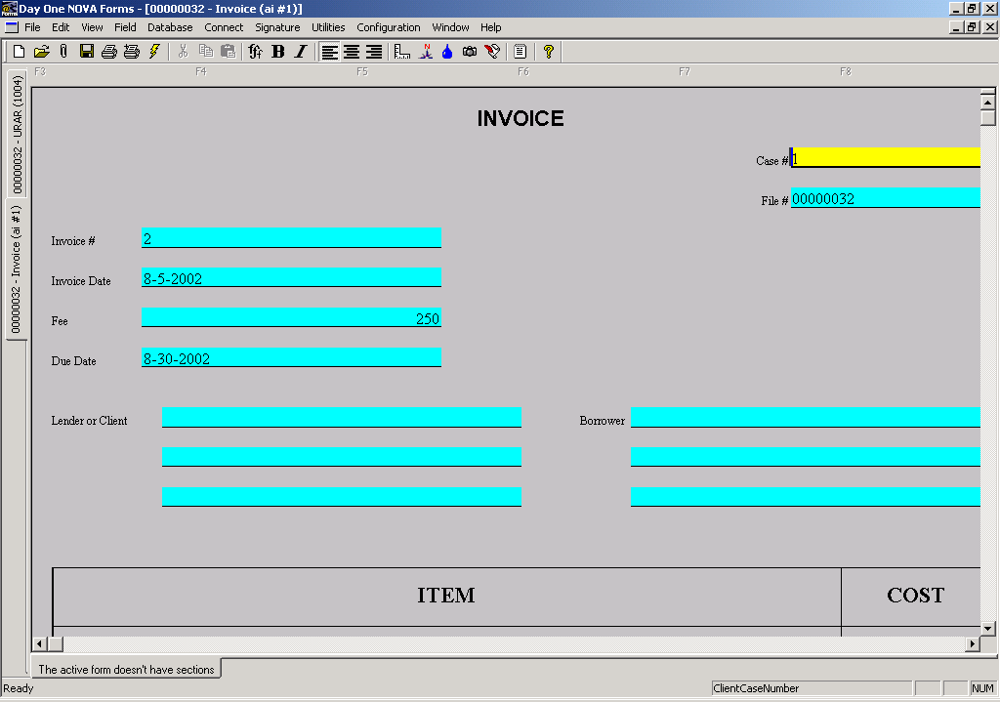 Day One NOVA Forms - [00000032 - Invoice (ai #1)]
File Edit View Field Database Connect Signature Utilities Configuration Window Help
F3 F4 F5 F6 F7 F8
00000032 - URAR (1004)
00000032 - Invoice (ai #1)
INVOICE
Case # 1
File # 00000032
Invoice # 2
Invoice Date 8-5-2002
Fee 250
Due Date 8-30-2002
Lender or Client Borrower
ITEM COST
The active form doesn't have sections
Ready ClientCaseNumber NUM